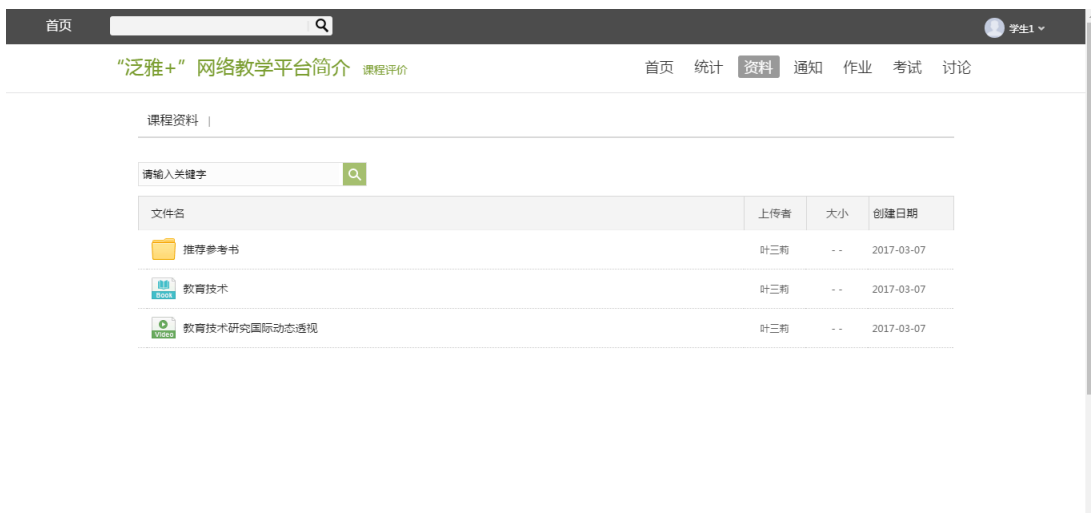 首页 学生1
“泛雅+”网络教学平台简介 课程评价 首页 统计 资料 通知 作业 考试 讨论
课程资料 |
请输入关键字
文件名 上传者 大小 创建日期
推荐参考书 叶三莉 - - 2017-03-07
Book 教育技术 叶三莉 - - 2017-03-07
Video 教育技术研究国际动态透视 叶三莉 - - 2017-03-07